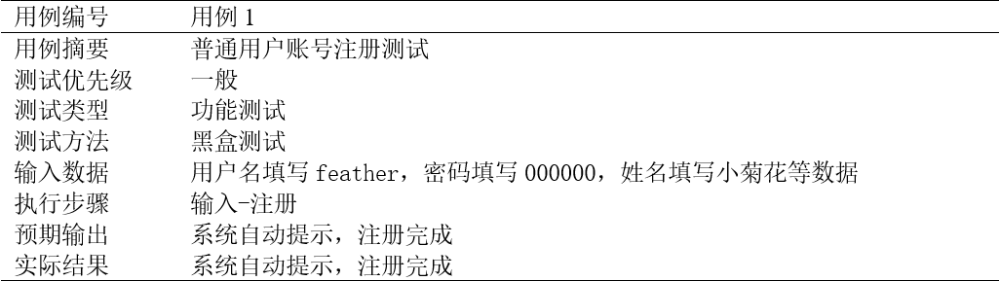 用例编号 用例 1
用例摘要 普通用户账号注册测试
测试优先级 一般
测试类型 功能测试
测试方法 黑盒测试
输入数据 用户名填写 feather，密码填写 000000，姓名填写小菊花等数据
执行步骤 输入-注册
预期输出 系统自动提示，注册完成
实际结果 系统自动提示，注册完成